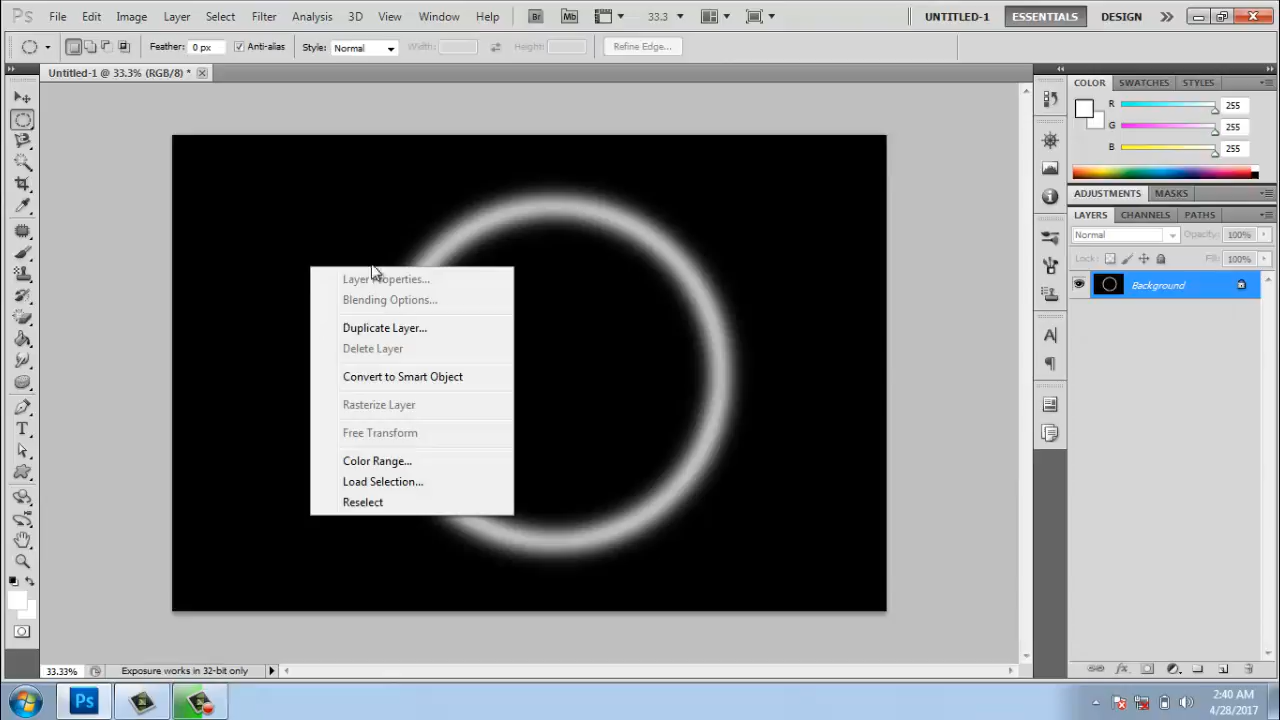 Ps File Edit Image Layer Select Filter Analysis 3D View Window Help Br Mb 33.3 UNTITLED-1 ESSENTIALS DESIGN
Feather: 0 px Anti-alias Style: Normal Width: Height: Refine Edge...
Untitled-1 @ 33.3% (RGB/8) *
COLOR SWATCHES STYLES
R 255
G 255
B 255
ADJUSTMENTS MASKS
LAYERS CHANNELS PATHS
Normal Opacity: 100%
Lock: Fill: 100%
Background
Layer Properties...
Blending Options...
Duplicate Layer...
Delete Layer
Convert to Smart Object
Rasterize Layer
Free Transform
Color Range...
Load Selection...
Reselect
33.33% Exposure works in 32-bit only
Ps
2:40 AM
4/28/2017